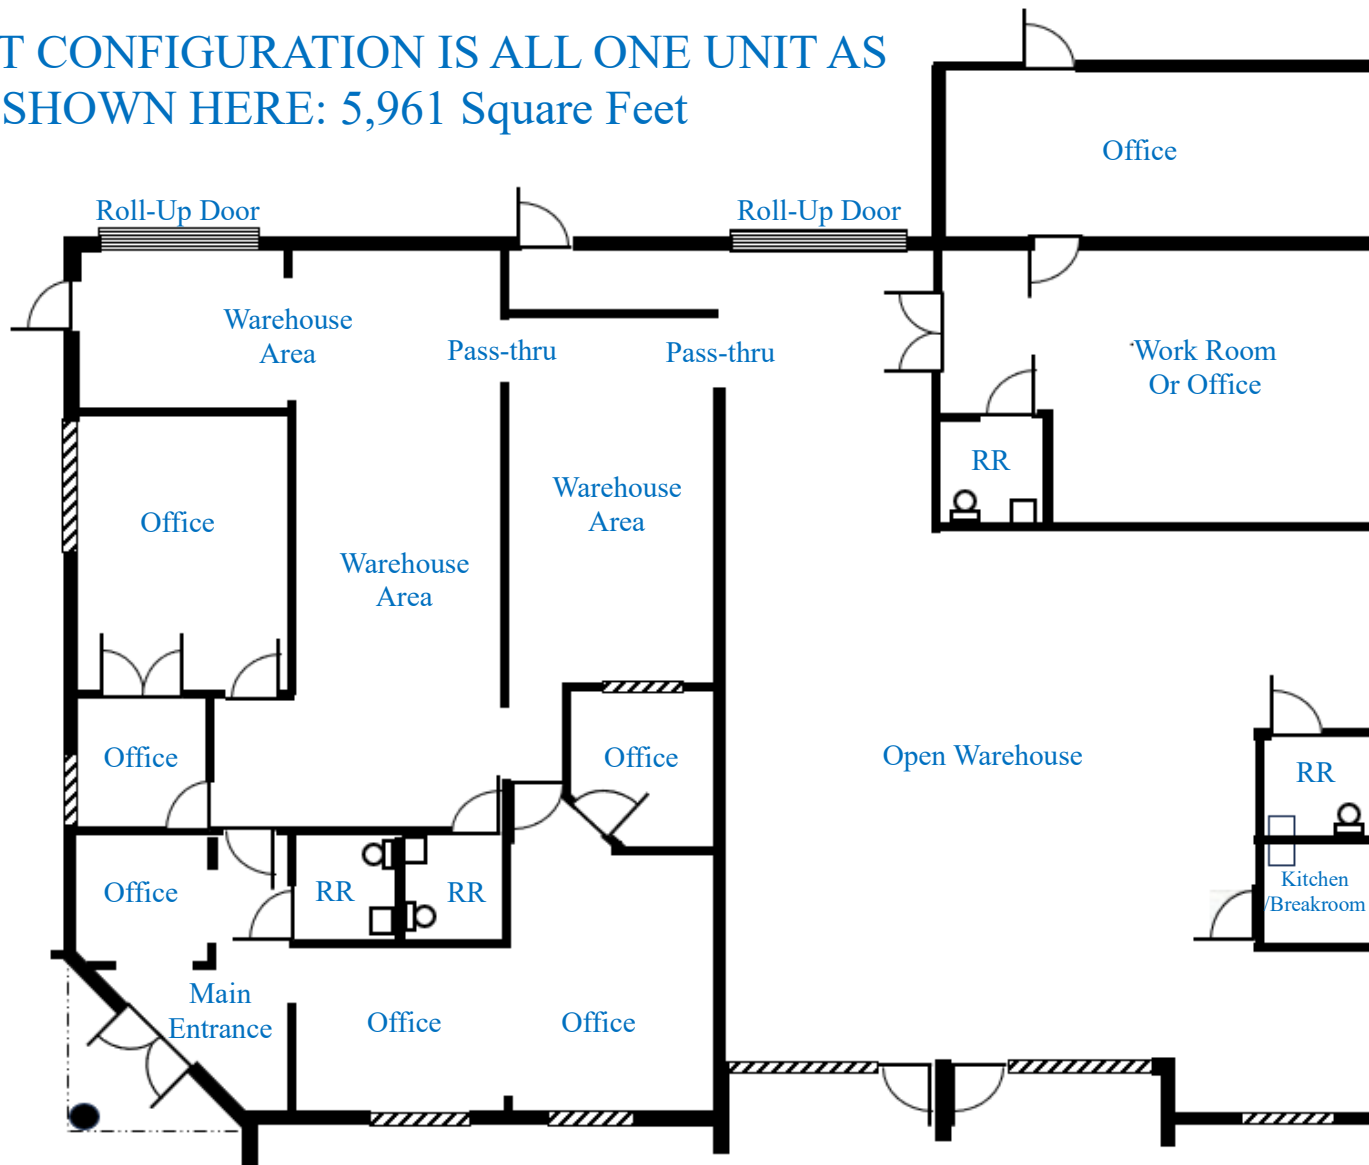 T CONFIGURATION IS ALL ONE UNIT AS
SHOWN HERE: 5,961 Square Feet
Office
Roll-Up Door
Roll-Up Door
Warehouse
Area
Pass-thru
Pass-thru
Work Room
Or Office
RR
Warehouse
Area
Office
Warehouse
Area
Office
Office
Open Warehouse
RR
Office
RR
RR
Kitchen
/Breakroom
Main
Entrance
Office
Office